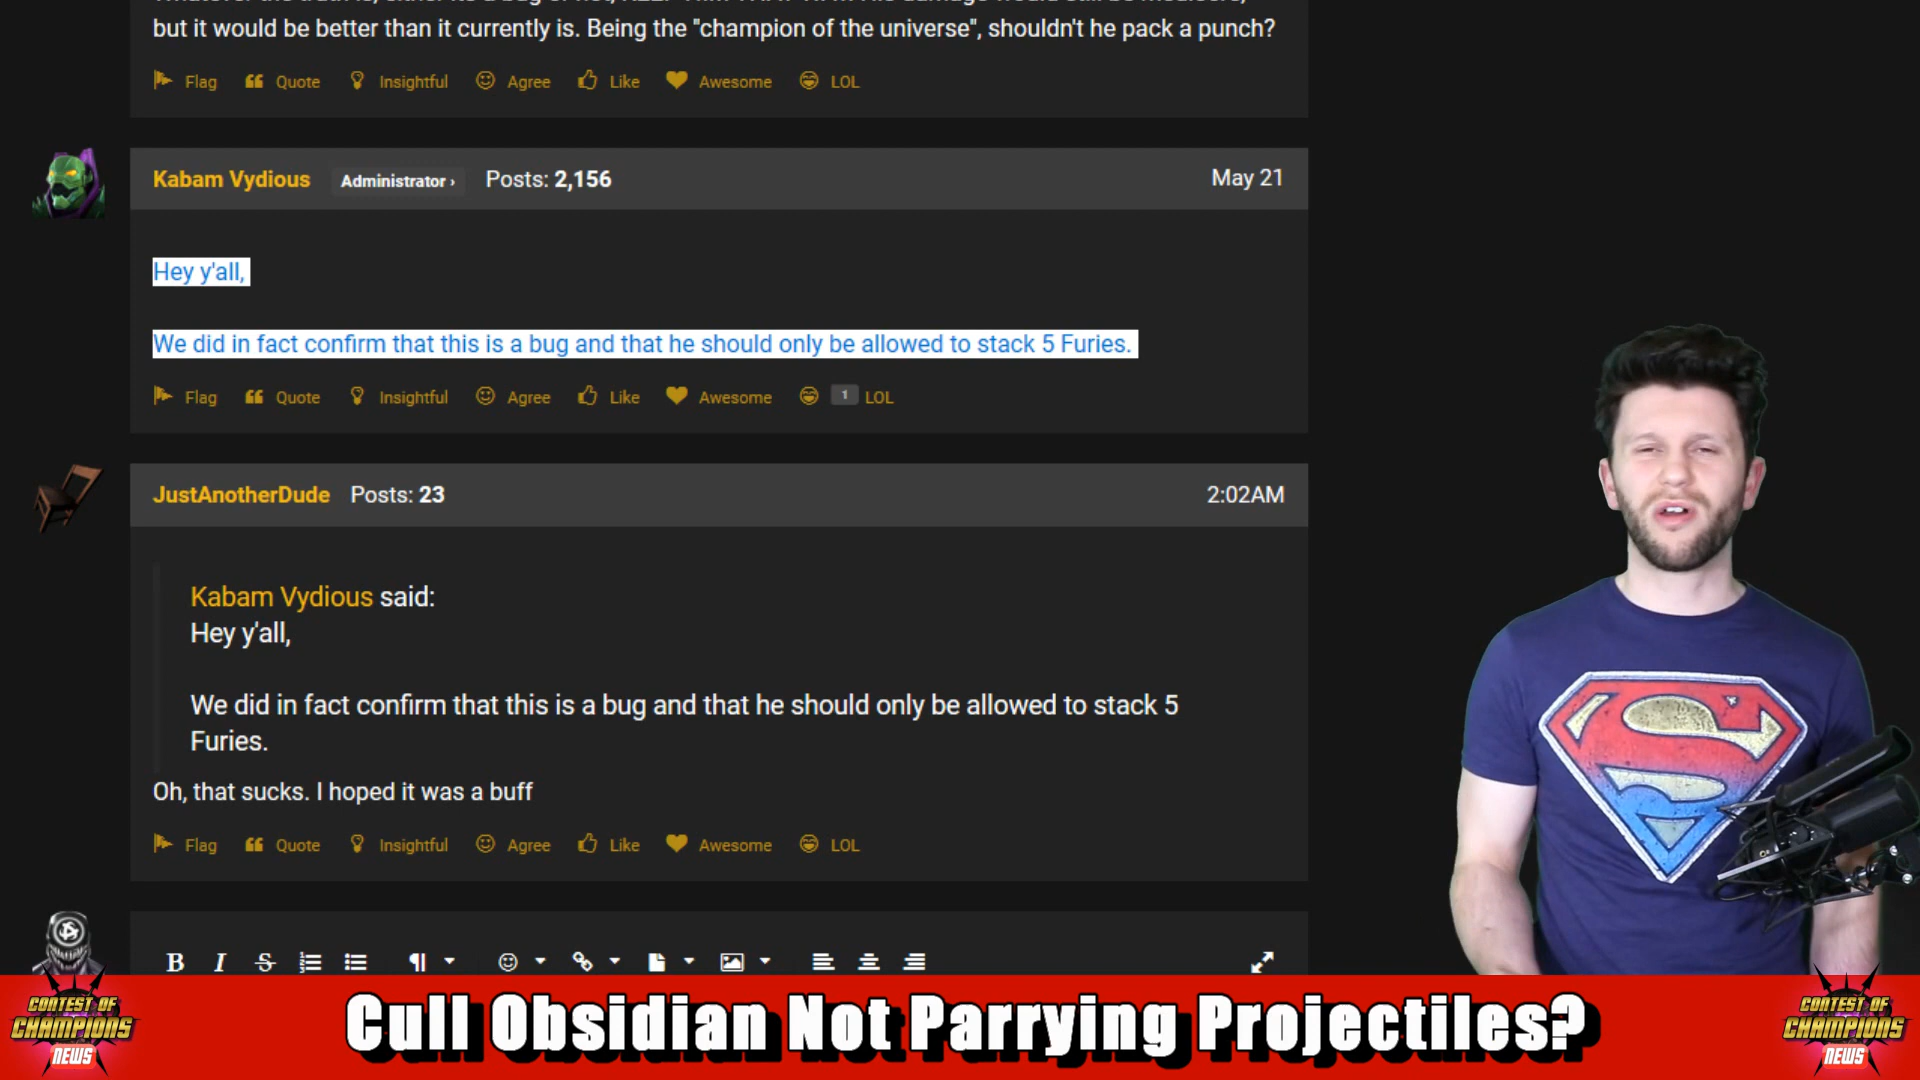 but it would be better than it currently is. Being the "champion of the universe", shouldn't he pack a punch?
Flag Quote Insightful Agree Like Awesome LOL
Kabam Vydious Administrator › Posts: 2,156 May 21
Hey y'all,
We did in fact confirm that this is a bug and that he should only be allowed to stack 5 Furies.
Flag Quote Insightful Agree Like Awesome 1 LOL
JustAnotherDude Posts: 23 2:02AM
Kabam Vydious said:
Hey y'all,
We did in fact confirm that this is a bug and that he should only be allowed to stack 5
Furies.
Oh, that sucks. I hoped it was a buff
Flag Quote Insightful Agree Like Awesome LOL
B I S
CONTEST OF
CHAMPIONS
NEWS
Cull Obsidian Not Parrying Projectiles?
CONTEST OF
CHAMPIONS
NEWS